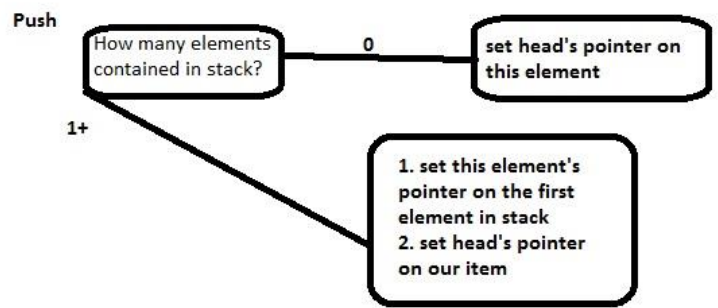 Push
How many elements
contained in stack?
0
set head's pointer on
this element
1+
1. set this element's
pointer on the first
element in stack
2. set head's pointer
on our item